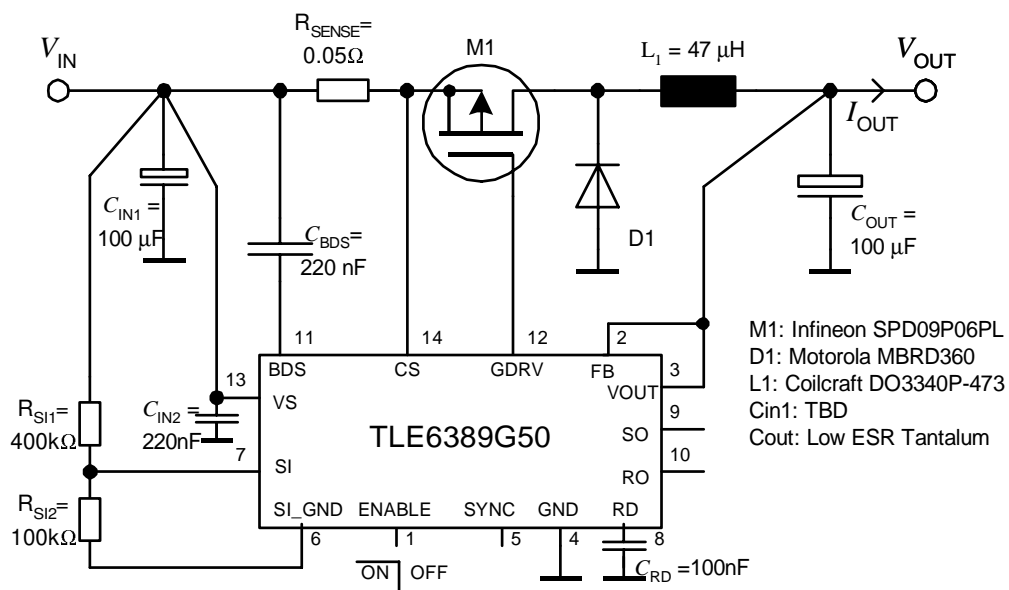 R_SENSE=
0.05Ω
M1
L₁ = 47 μH
V_IN
V_OUT
I_OUT
C_IN1 =
100 μF
C_BDS=
220 nF
D1
C_OUT =
100 μF
11
14
12
2
M1: Infineon SPD09P06PL
D1: Motorola MBRD360
L1: Coilcraft DO3340P-473
Cin1: TBD
Cout: Low ESR Tantalum
BDS
CS
GDRV
FB
3
VOUT
13
VS
R_SI1=
400kΩ
C_IN2=
220nF
TLE6389G50
9
SO
7
SI
10
RO
R_SI2=
100kΩ
SI_GND
ENABLE
SYNC
GND
RD
6
1
5
4
8
C_RD =100nF
ON
OFF